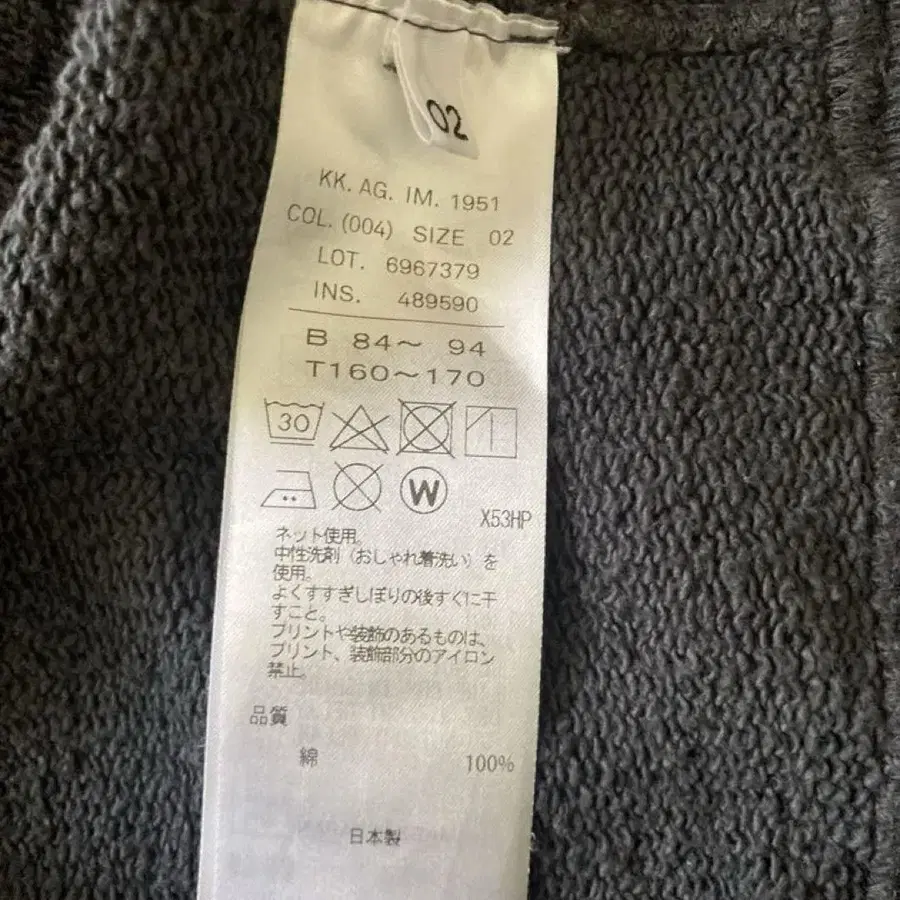 02
KK. AG. IM. 1951
COL. (004) SIZE 02
LOT. 6967379
INS. 489590
B 84～ 94
T160～170
30
W
X53HP
ネット使用。
中性洗剤（おしゃれ着洗い）を
使用。
よくすすぎしぼりの後すぐに干
すこと。
プリントや装飾のあるものは、
プリント、装飾部分のアイロン
禁止。
品質
綿 100%
日本製